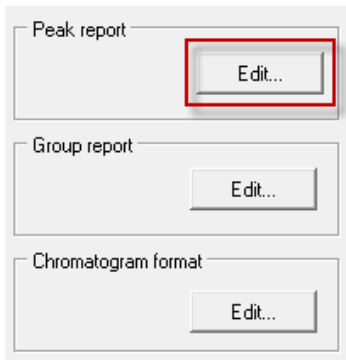 Peak report
Edit...
Group report
Edit...
Chromatogram format
Edit...